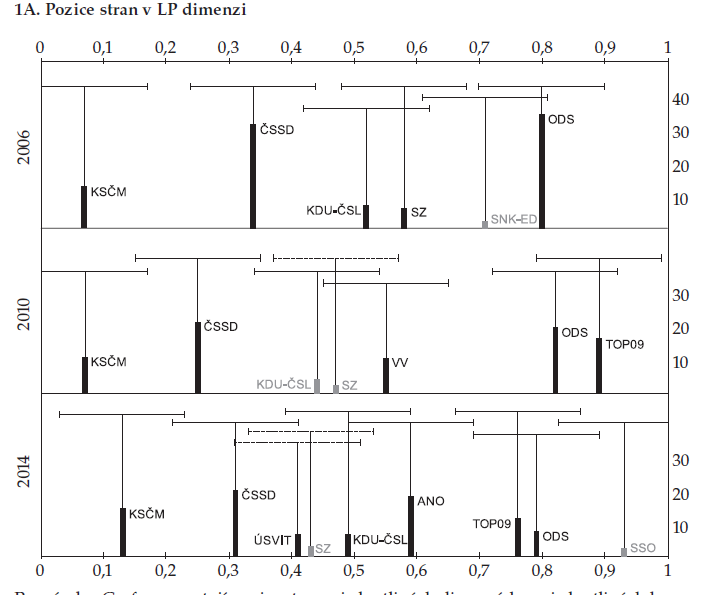 1A. Pozice stran v LP dimenzi
0 0,1 0,2 0,3 0,4 0,5 0,6 0,7 0,8 0,9 1
2006
40
30
20
10
KSČM
ČSSD
KDU-ČSL
SZ
SNK-ED
ODS
2010
30
20
10
KSČM
ČSSD
KDU-ČSL
SZ
VV
ODS
TOP09
2014
30
20
10
KSČM
ČSSD
ÚSVIT
SZ
KDU-ČSL
ANO
TOP09
ODS
SSO
0 0,1 0,2 0,3 0,4 0,5 0,6 0,7 0,8 0,9 1